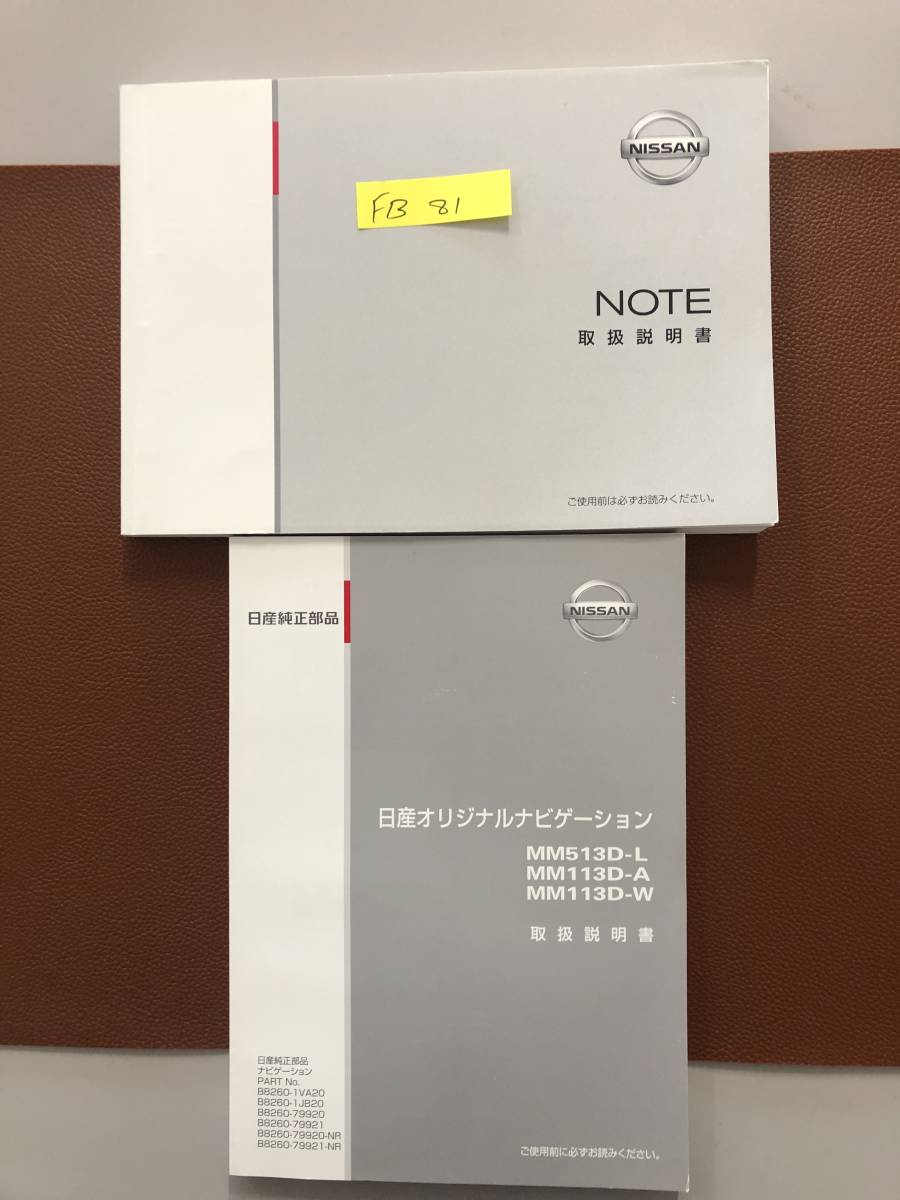 NISSAN
FB 81
NOTE
取扱説明書
ご使用前は必ずお読みください。
日産純正部品
NISSAN
日産オリジナルナビゲーション
MM513D-L
MM113D-A
MM113D-W
取扱説明書
日産純正部品
ナビゲーション
PART No.
B8260-1VA20
B8260-1JB20
B8260-79920
B8260-79921
B8260-79920-NR
B8260-79921-NR
ご使用前に必ずお読みください。